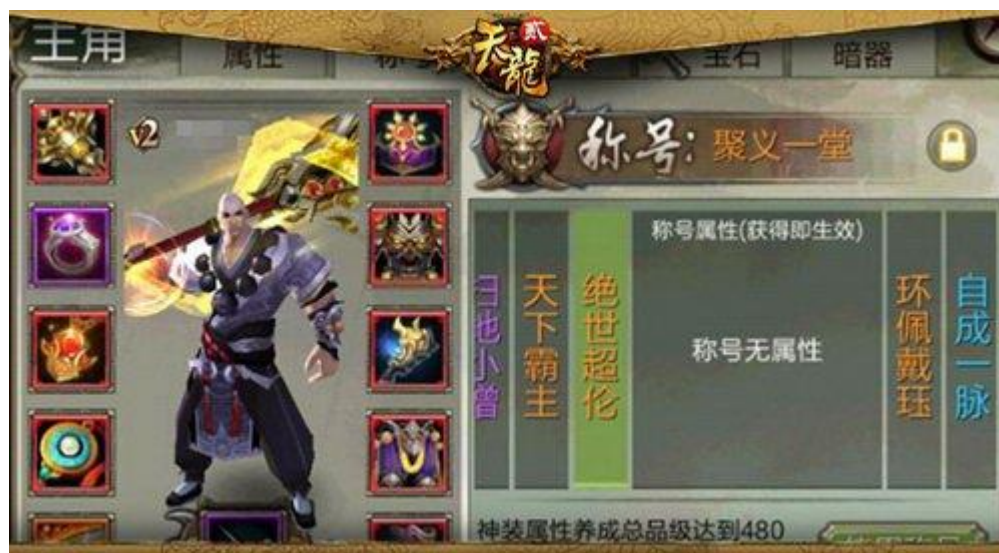 主角
属性
天龍
贰
宝石
暗器
v2
称号:
聚义一堂
称号属性(获得即生效)
称号无属性
天下霸主
绝世超伦
环佩戴珏
自成一脉
神装属性养成总品级达到480